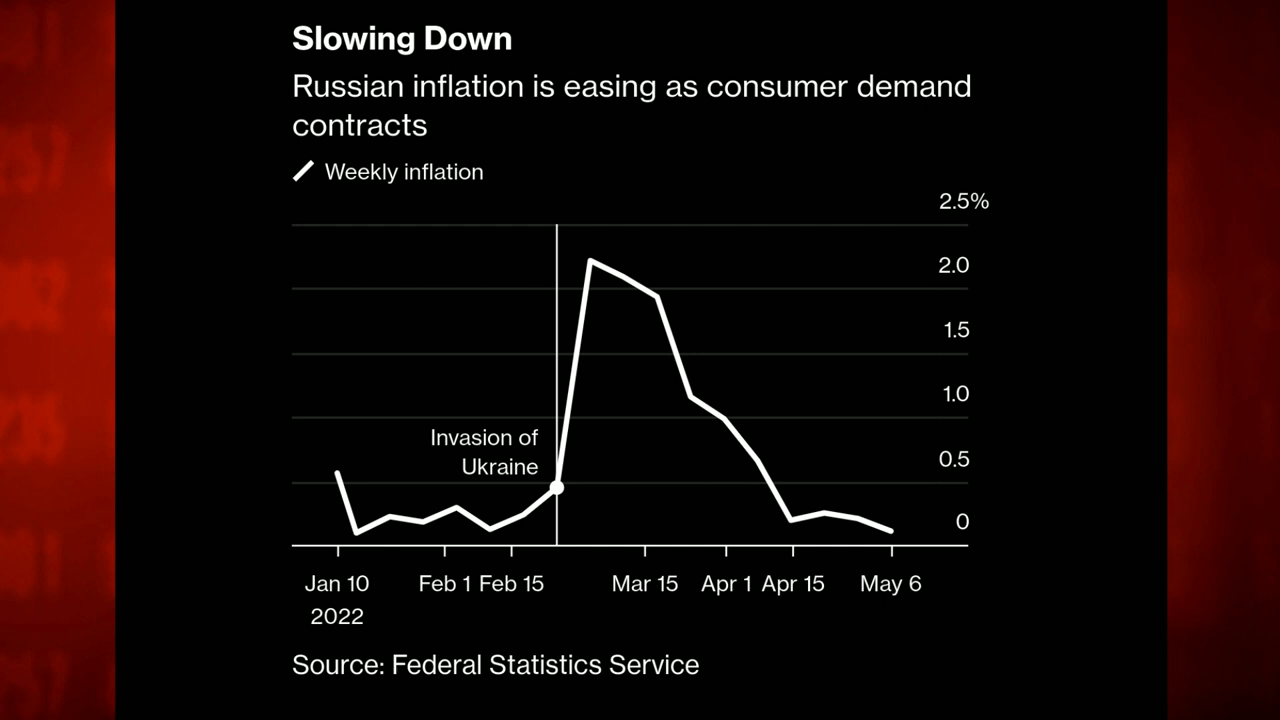 Slowing Down
Russian inflation is easing as consumer demand
contracts
Weekly inflation
2.5%
2.0
1.5
1.0
0.5
0
Invasion of
Ukraine
Jan 10 Feb 1 Feb 15 Mar 15 Apr 1 Apr 15 May 6
2022
Source: Federal Statistics Service